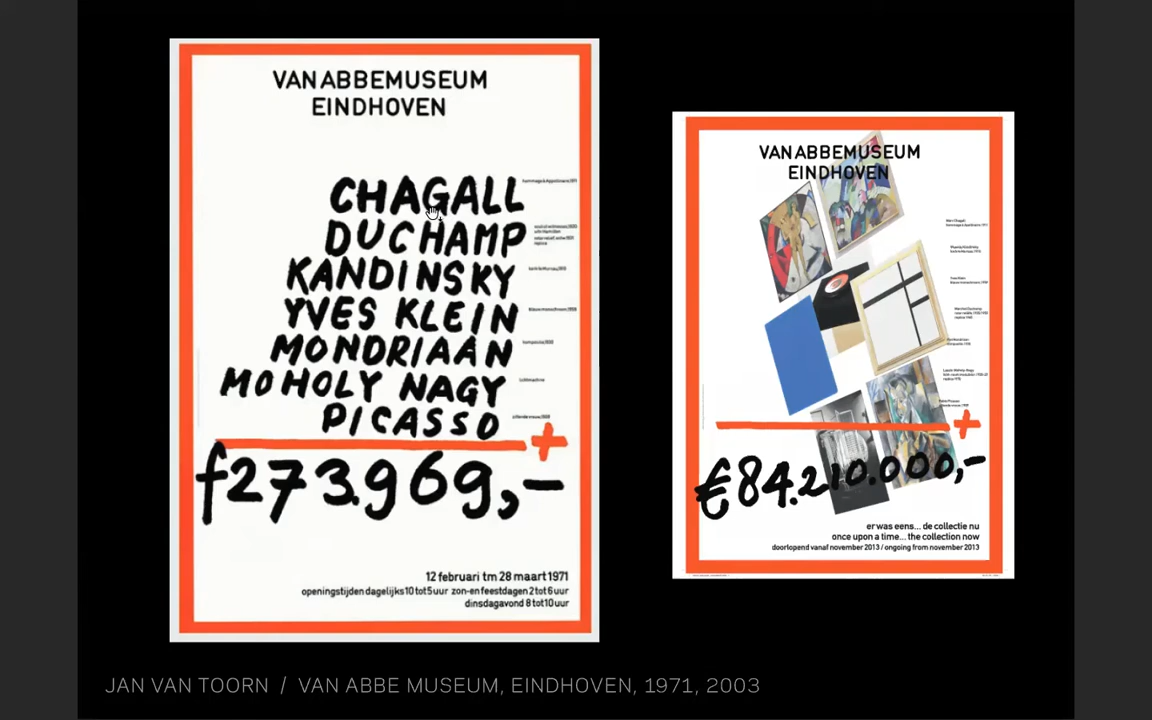 VAN ABBEMUSEUM
EINDHOVEN
CHAGALL
DUCHAMP
KANDINSKY
YVES KLEIN
MONDRIAAN
MOHOLY NAGY
PICASSO
+
f273.969,-
12 februari tm 28 maart 1971
openingstijden dagelijks 10 tot 5 uur zon-en feestdagen 2 tot 6 uur
dinsdagavond 8 tot 10 uur
VAN ABBEMUSEUM
EINDHOVEN
+
€84.210.000,-
er was eens... de collectie nu
once upon a time... the collection now
doorlopend vanaf november 2013 / ongoing from november 2013
JAN VAN TOORN / VAN ABBE MUSEUM, EINDHOVEN, 1971, 2003